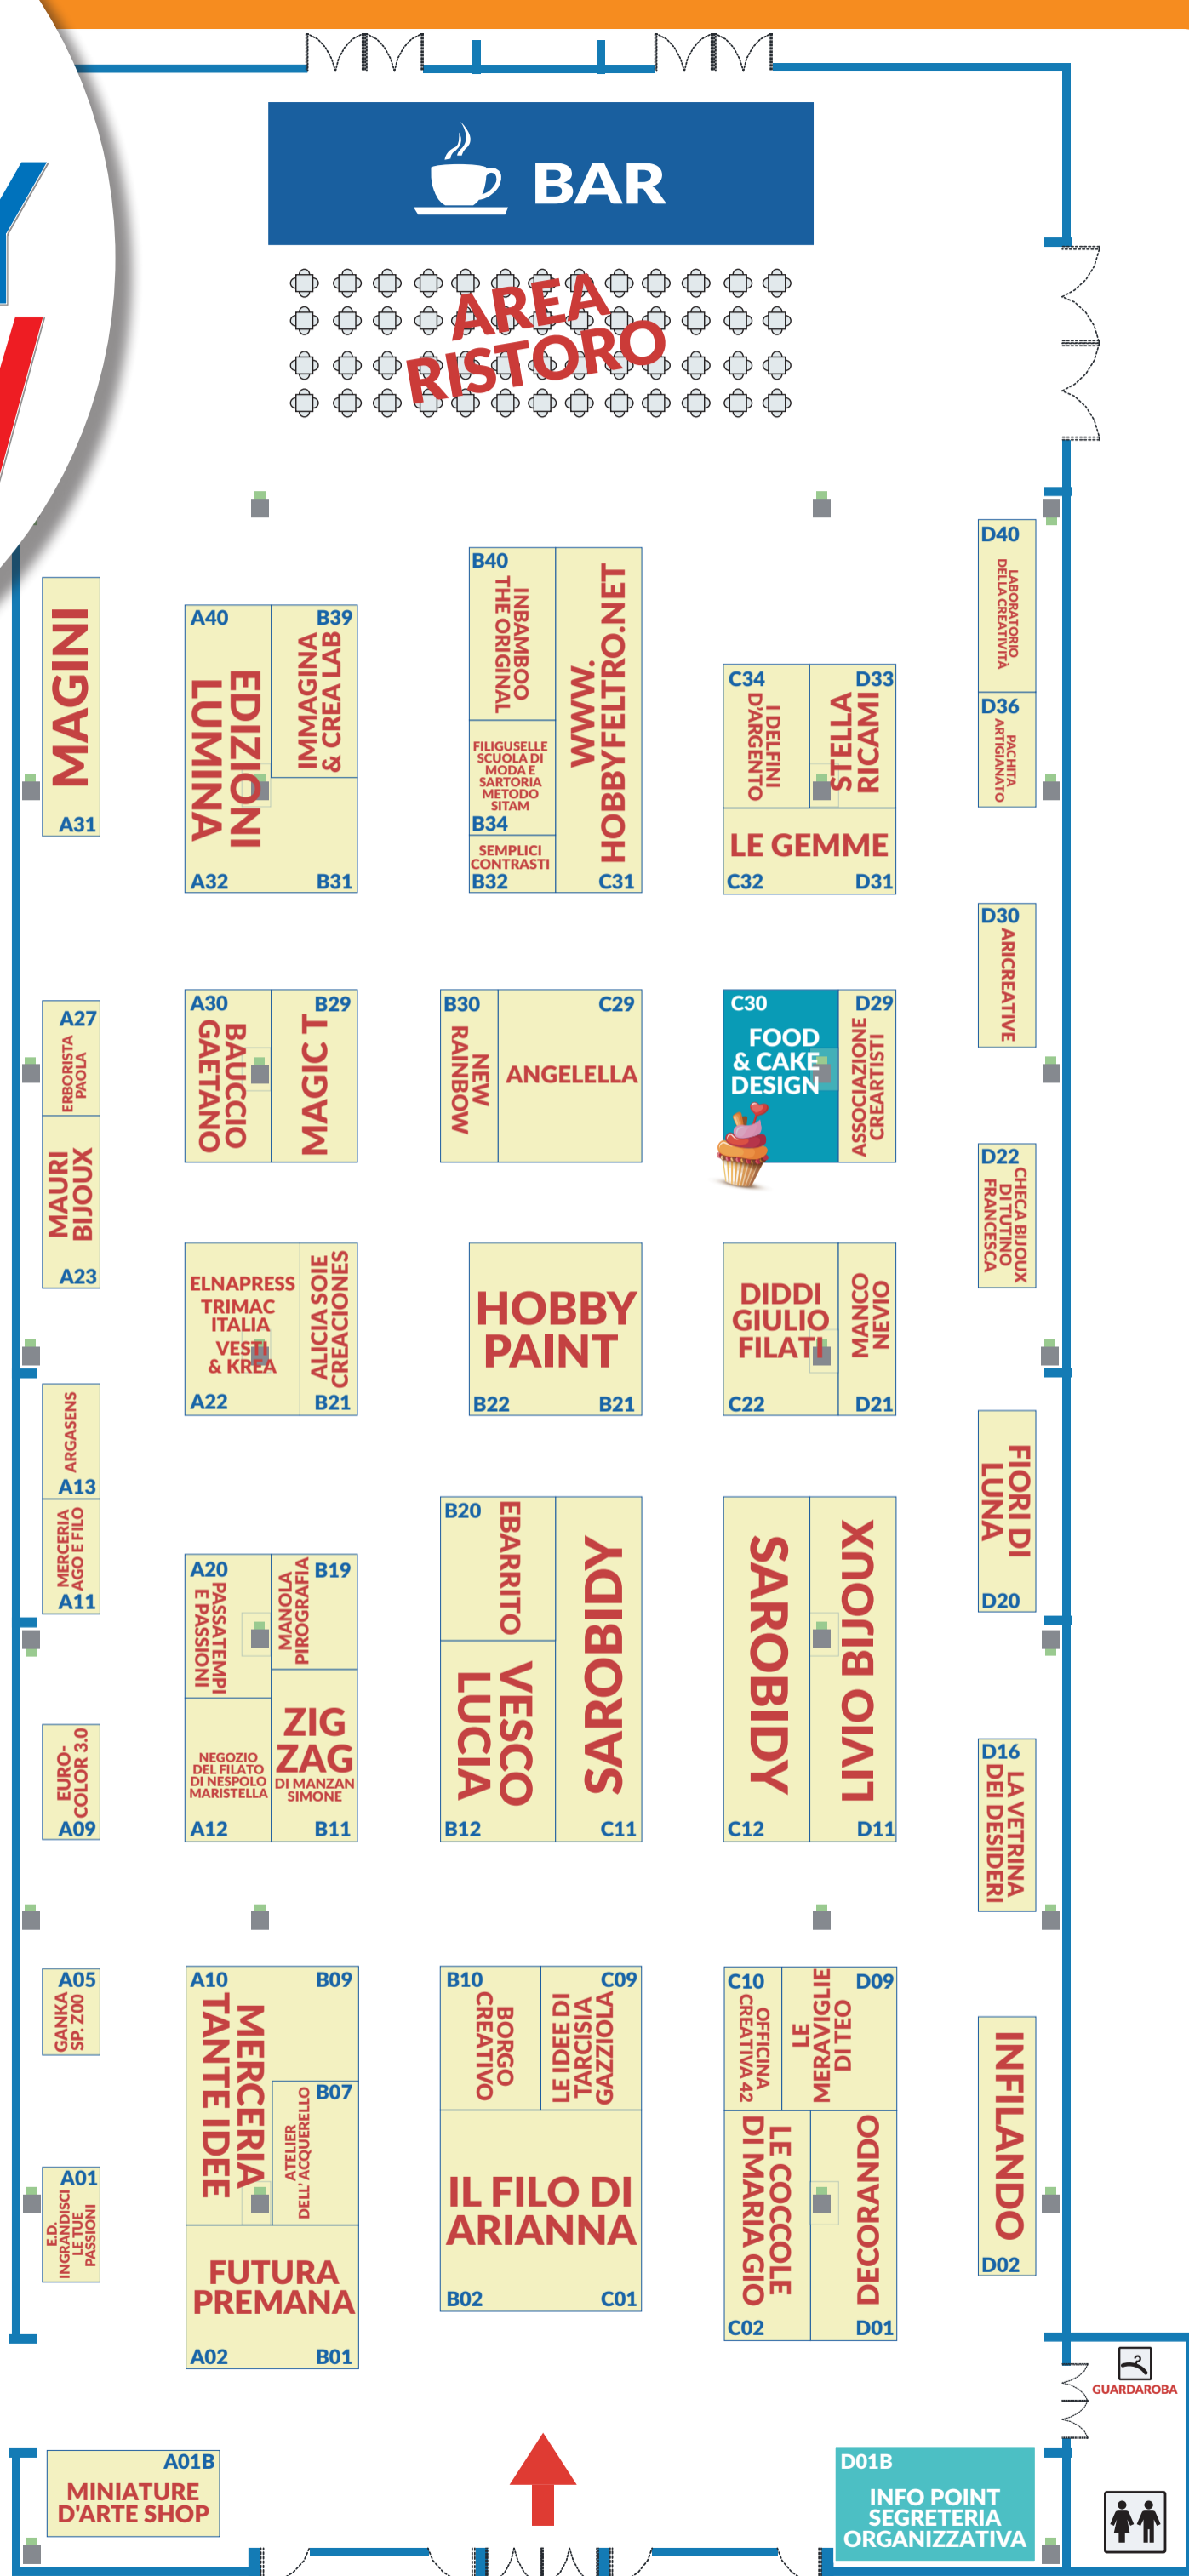 BAR
AREA
RISTORO
MAGINI
A31
A40
EDIZIONI
LUMINA
A32
B39
IMMAGINA
& CREA LAB
B31
B40
INBAMBOO
THE ORIGINAL
FILIGUSELLE
SCUOLA DI
MODA E
SARTORIA
METODO
SITAM
B34
SEMPLICI
CONTRASTI
B32
WWW.
HOBBYFELTRO.NET
C31
C34
I DELFINI
D'ARGENTO
D33
STELLA
RICAMI
LE GEMME
C32
D31
D40
LABORATORIO
DELLA CREATIVITÀ
D36
PACHITA
ARTIGIANATO
D30
ARICREATIVE
A27
ERBORISTA
PAOLA
MAURI
BIJOUX
A23
A30
BAUCCIO
GAETANO
B29
MAGIC T
B30
NEW
RAINBOW
C29
ANGELELLA
C30
FOOD
& CAKE
DESIGN
D29
ASSOCIAZIONE
CREARTISTI
D22
CHECA BIJOUX
DI TUTINO
FRANCESCA
ELNAPRESS
TRIMAC
ITALIA
VESTI
& KREA
A22
ALICIA SOIE
CREACIONES
B21
HOBBY
PAINT
B22
B21
DIDDI
GIULIO
FILATI
C22
MANCO
NEVIO
D21
ARGASENS
A13
MERCERIA
AGO E FILO
A11
FIORI DI
LUNA
D20
A20
PASSATEMPI
E PASSIONI
B19
MANOLA
PIROGRAFIA
NEGOZIO
DEL FILATO
DI NESPOLO
MARISTELLA
A12
ZIG
ZAG
DI MANZAN
SIMONE
B11
B20
EBARRITO
VESCO
LUCIA
B12
SAROBIDY
C11
SAROBIDY
C12
LIVIO BIJOUX
D11
EURO-
COLOR 3.0
A09
D16
LA VETRINA
DEI DESIDERI
A05
GANKA
SP. Z00
A10
B09
MERCERIA
TANTE IDEE
B07
ATELIER
DELL'ACQUERELLO
B10
BORGO
CREATIVO
C09
LE IDEE DI
TARCISIA
GAZZIOLA
C10
OFFICINA
CREATIVA 42
D09
LE
MERAVIGLIE
DI TEO
INFILANDO
D02
A01
E.D.
INGRANDISCI
LE TUE
PASSIONI
FUTURA
PREMANA
A02
B01
IL FILO DI
ARIANNA
B02
C01
LE COCCOLE
DI MARIA GIO
C02
DECORANDO
D01
GUARDAROBA
A01B
MINIATURE
D'ARTE SHOP
D01B
INFO POINT
SEGRETERIA
ORGANIZZATIVA